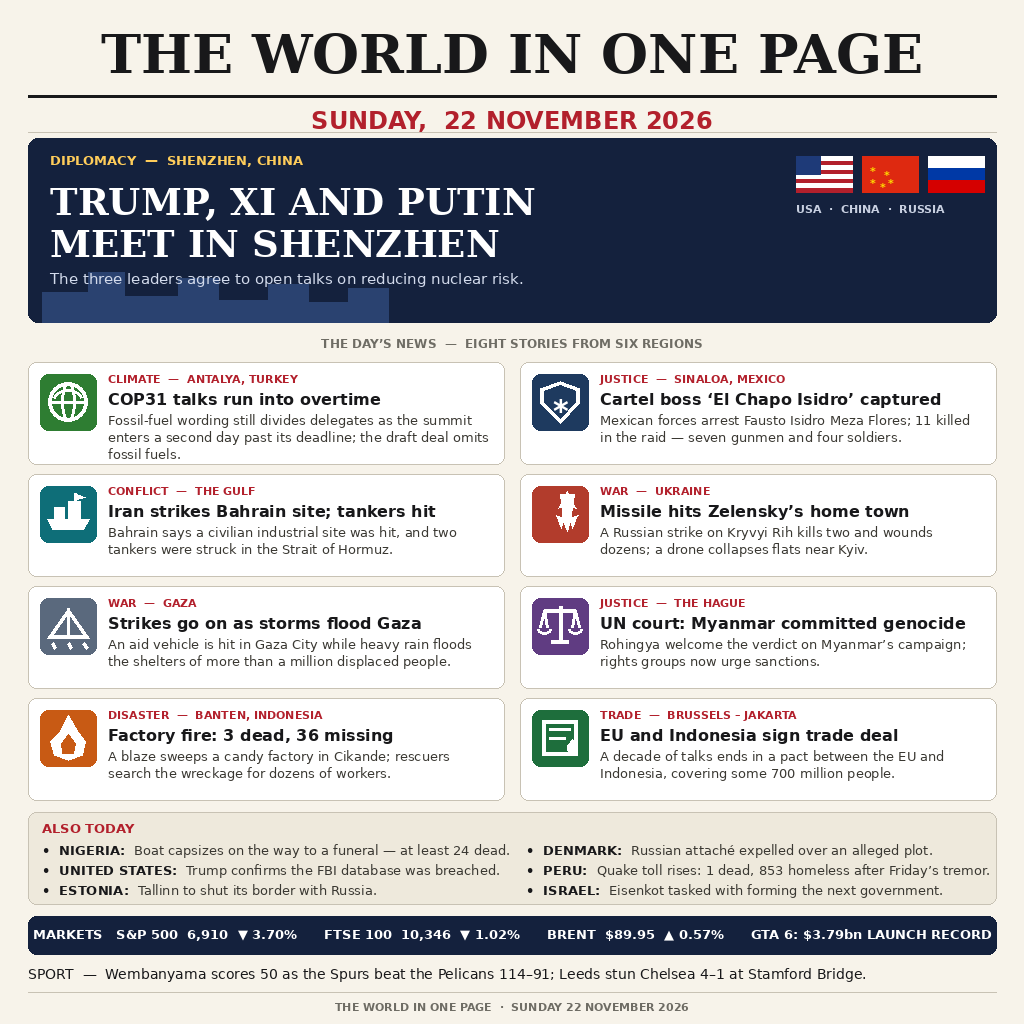 THE WORLD IN ONE PAGE
SUNDAY, 22 NOVEMBER 2026
DIPLOMACY — SHENZHEN, CHINA
TRUMP, XI AND PUTIN
MEET IN SHENZHEN
The three leaders agree to open talks on reducing nuclear risk.
USA · CHINA · RUSSIA
THE DAY’S NEWS — EIGHT STORIES FROM SIX REGIONS
CLIMATE — ANTALYA, TURKEY
COP31 talks run into overtime
Fossil-fuel wording still divides delegates as the summit
enters a second day past its deadline; the draft deal omits
fossil fuels.
JUSTICE — SINALOA, MEXICO
Cartel boss ‘El Chapo Isidro’ captured
Mexican forces arrest Fausto Isidro Meza Flores; 11 killed
in the raid — seven gunmen and four soldiers.
CONFLICT — THE GULF
Iran strikes Bahrain site; tankers hit
Bahrain says a civilian industrial site was hit, and two
tankers were struck in the Strait of Hormuz.
WAR — UKRAINE
Missile hits Zelensky’s home town
A Russian strike on Kryvyi Rih kills two and wounds
dozens; a drone collapses flats near Kyiv.
WAR — GAZA
Strikes go on as storms flood Gaza
An aid vehicle is hit in Gaza City while heavy rain floods
the shelters of more than a million displaced people.
JUSTICE — THE HAGUE
UN court: Myanmar committed genocide
Rohingya welcome the verdict on Myanmar’s campaign;
rights groups now urge sanctions.
DISASTER — BANTEN, INDONESIA
Factory fire: 3 dead, 36 missing
A blaze sweeps a candy factory in Cikande; rescuers
search the wreckage for dozens of workers.
TRADE — BRUSSELS – JAKARTA
EU and Indonesia sign trade deal
A decade of talks ends in a pact between the EU and
Indonesia, covering some 700 million people.
ALSO TODAY
• NIGERIA: Boat capsizes on the way to a funeral — at least 24 dead.
• UNITED STATES: Trump confirms the FBI database was breached.
• ESTONIA: Tallinn to shut its border with Russia.
• DENMARK: Russian attaché expelled over an alleged plot.
• PERU: Quake toll rises: 1 dead, 853 homeless after Friday’s tremor.
• ISRAEL: Eisenkot tasked with forming the next government.
MARKETS S&P 500 6,910 ▼ 3.70% FTSE 100 10,346 ▼ 1.02% BRENT $89.95 ▲ 0.57% GTA 6: $3.79bn LAUNCH RECORD
SPORT — Wembanyama scores 50 as the Spurs beat the Pelicans 114–91; Leeds stun Chelsea 4–1 at Stamford Bridge.
THE WORLD IN ONE PAGE · SUNDAY 22 NOVEMBER 2026